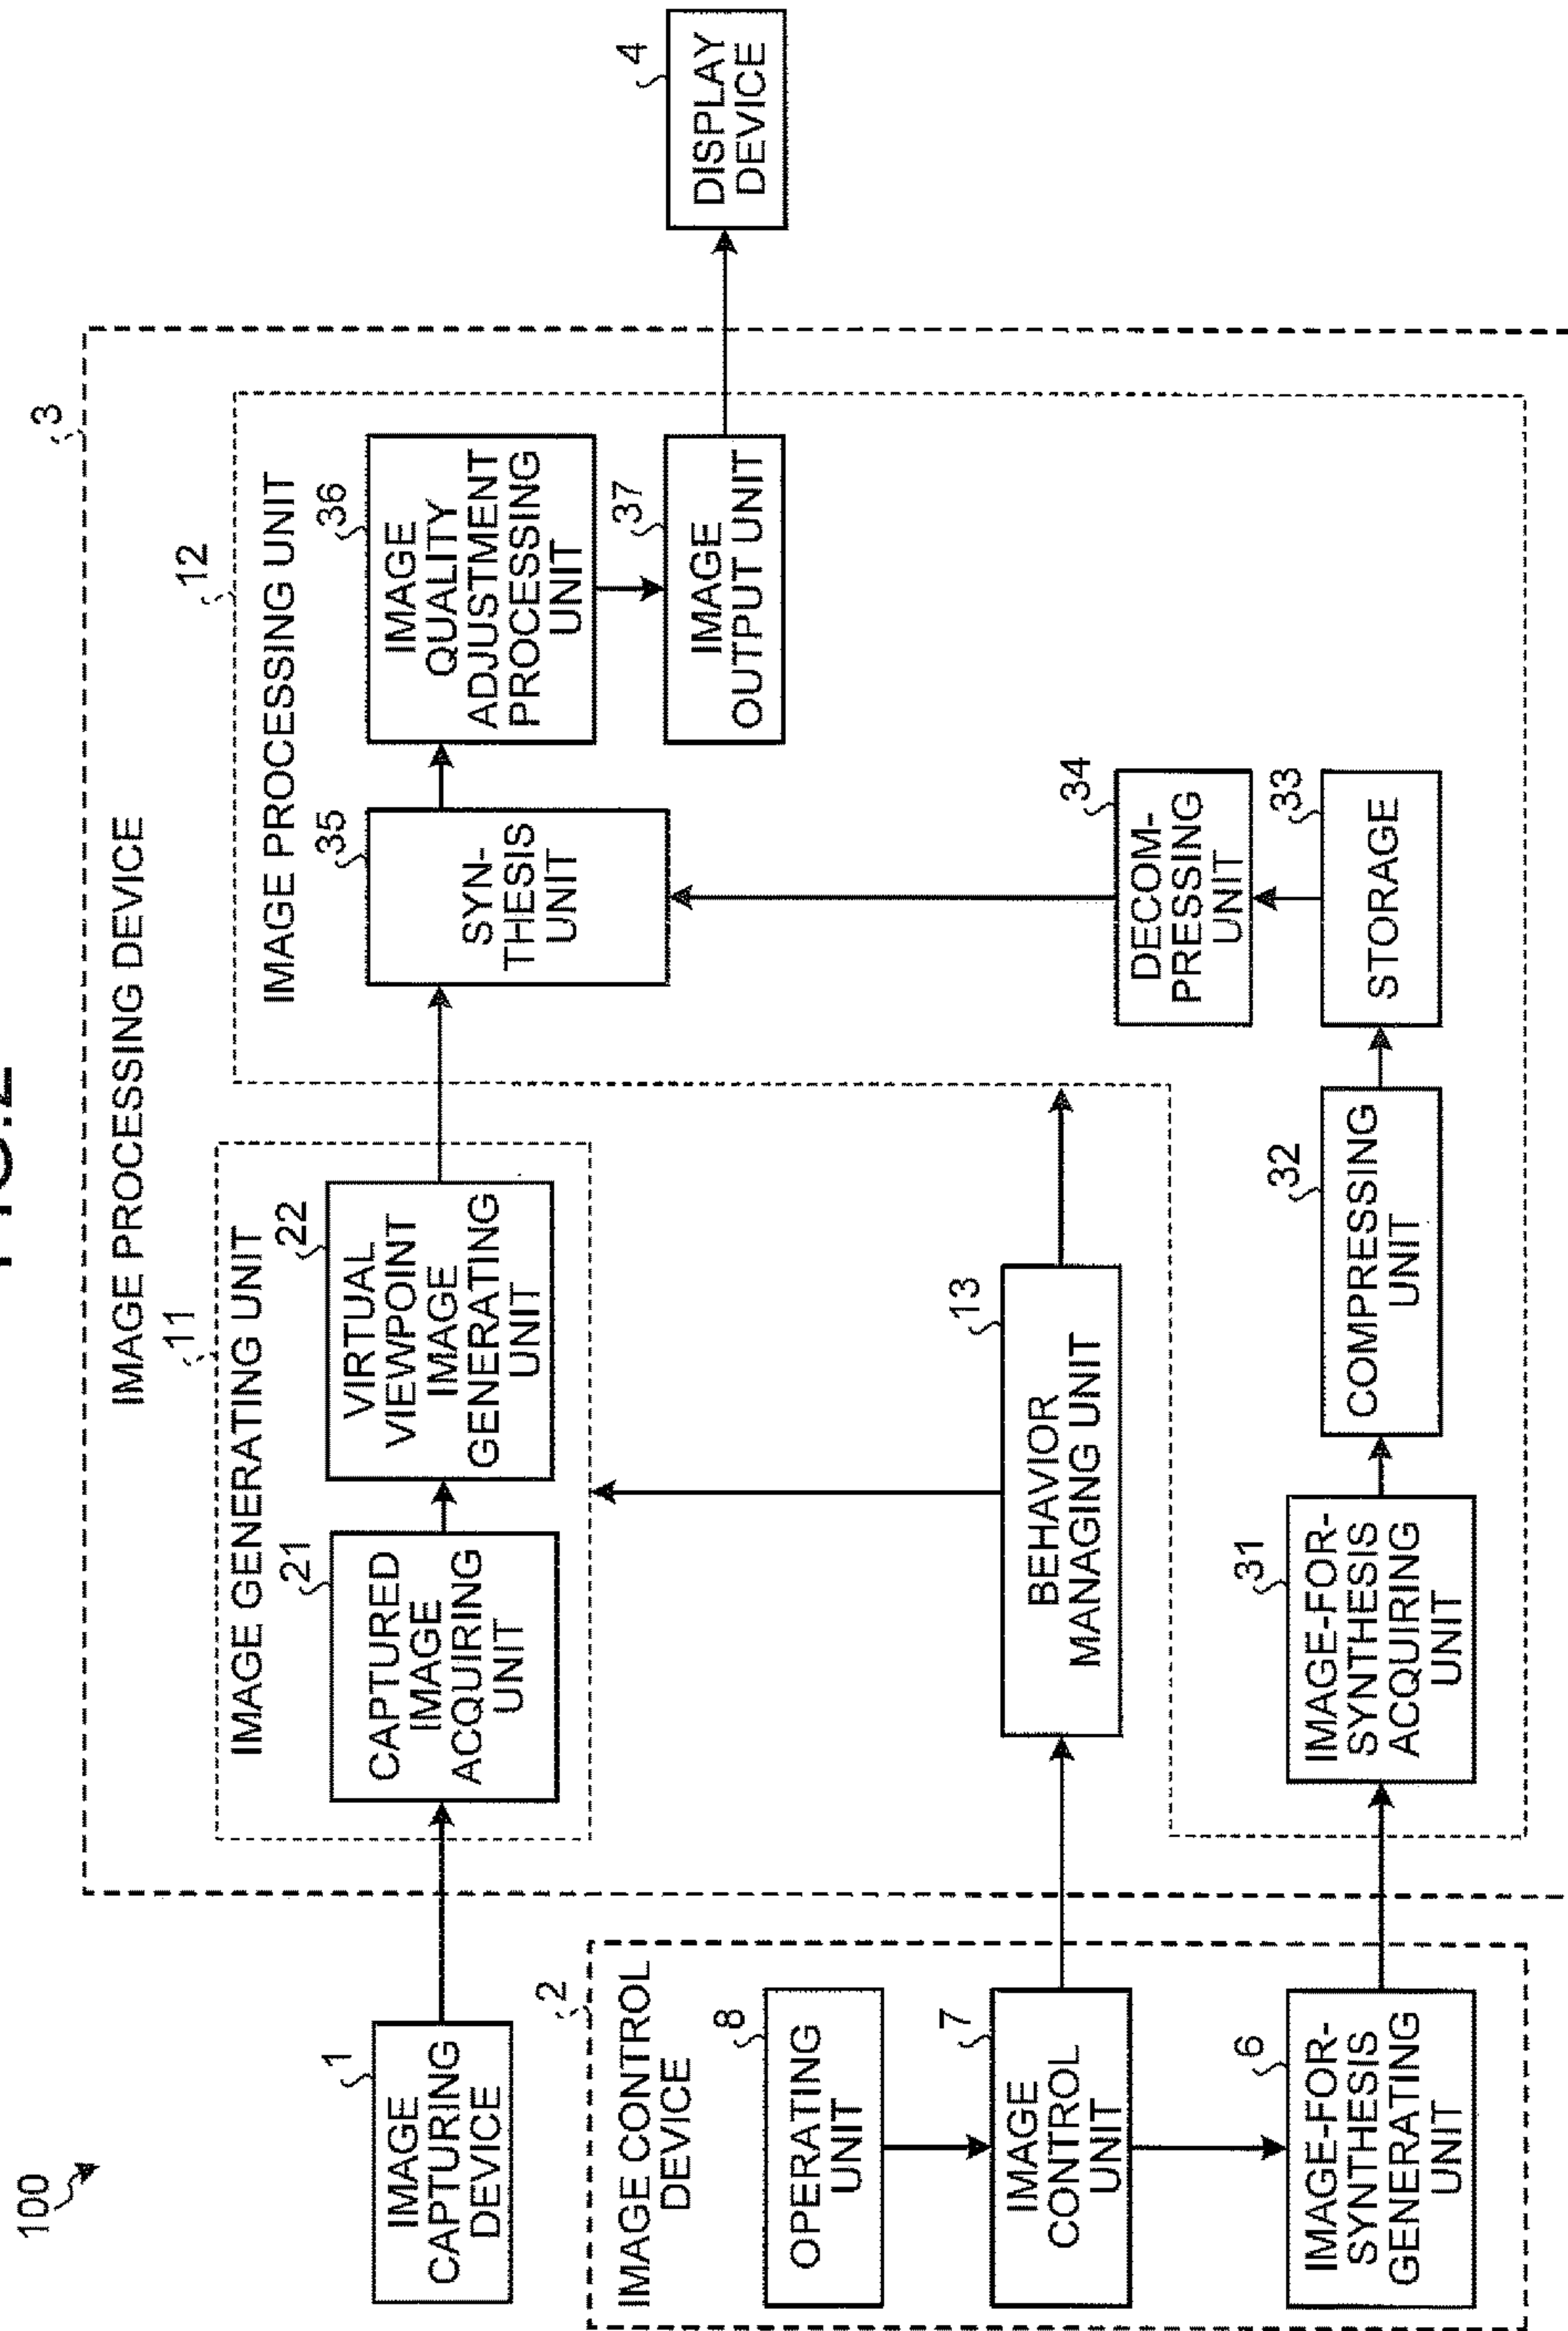 FIG.2
100
3
IMAGE PROCESSING DEVICE
11
IMAGE GENERATING UNIT
12
IMAGE PROCESSING UNIT
1
IMAGE
CAPTURING
DEVICE
21
CAPTURED
IMAGE
ACQUIRING
UNIT
22
VIRTUAL
VIEWPOINT
IMAGE
GENERATING
UNIT
35
SYN-
THESIS
UNIT
36
IMAGE
QUALITY
ADJUSTMENT
PROCESSING
UNIT
37
IMAGE
OUTPUT UNIT
4
DISPLAY
DEVICE
2
IMAGE CONTROL
DEVICE
8
OPERATING
UNIT
7
IMAGE
CONTROL
UNIT
13
BEHAVIOR
MANAGING UNIT
34
DECOM-
PRESSING
UNIT
6
IMAGE-FOR-
SYNTHESIS
GENERATING
UNIT
31
IMAGE-FOR-
SYNTHESIS
ACQUIRING
UNIT
32
COMPRESSING
UNIT
33
STORAGE